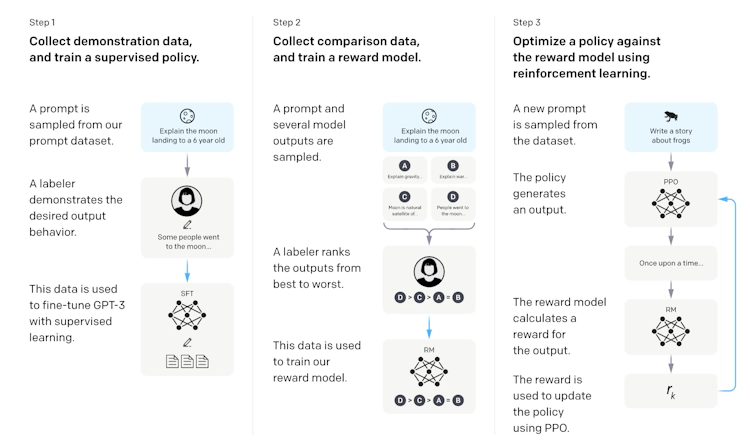 Step 1
Collect demonstration data,
and train a supervised policy.
A prompt is
sampled from our
prompt dataset.
Explain the moon
landing to a 6 year old
A labeler
demonstrates the
desired output
behavior.
Some people went
to the moon...
This data is used
to fine-tune GPT-3
with supervised
learning.
SFT
Step 2
Collect comparison data,
and train a reward model.
A prompt and
several model
outputs are
sampled.
Explain the moon
landing to a 6 year old
A
Explain gravity...
B
Explain war...
C
Moon is natural
satellite of...
D
People went to
the moon...
A labeler ranks
the outputs from
best to worst.
D > C > A = B
This data is used
to train our
reward model.
RM
D > C > A = B
Step 3
Optimize a policy against
the reward model using
reinforcement learning.
A new prompt
is sampled from
the dataset.
Write a story
about frogs
The policy
generates
an output.
PPO
Once upon a time...
The reward model
calculates a
reward for
the output.
RM
The reward is
used to update
the policy
using PPO.
rk